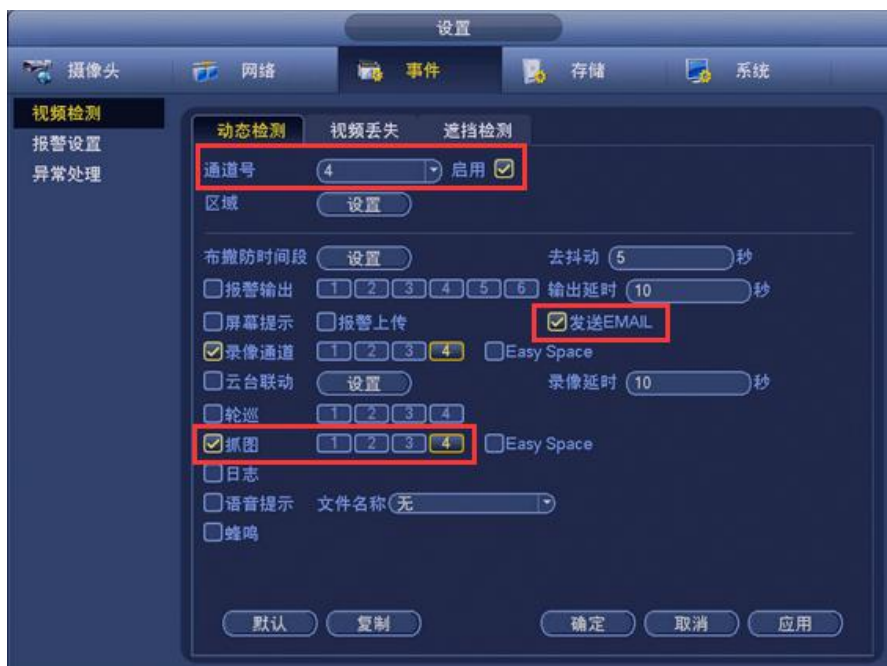 设置
摄像头 网络 事件 存储 系统
视频检测
报警设置
异常处理
动态检测 视频丢失 遮挡检测
通道号 4 启用
区域 设置
布撤防时间段 设置 去抖动 5 秒
报警输出 1 2 3 4 5 6 输出延时 10 秒
屏幕提示 报警上传 发送EMAIL
录像通道 1 2 3 4 Easy Space
云台联动 设置 录像延时 10 秒
轮巡 1 2 3 4
抓图 1 2 3 4 Easy Space
日志
语音提示 文件名称 无
蜂鸣
默认 复制 确定 取消 应用